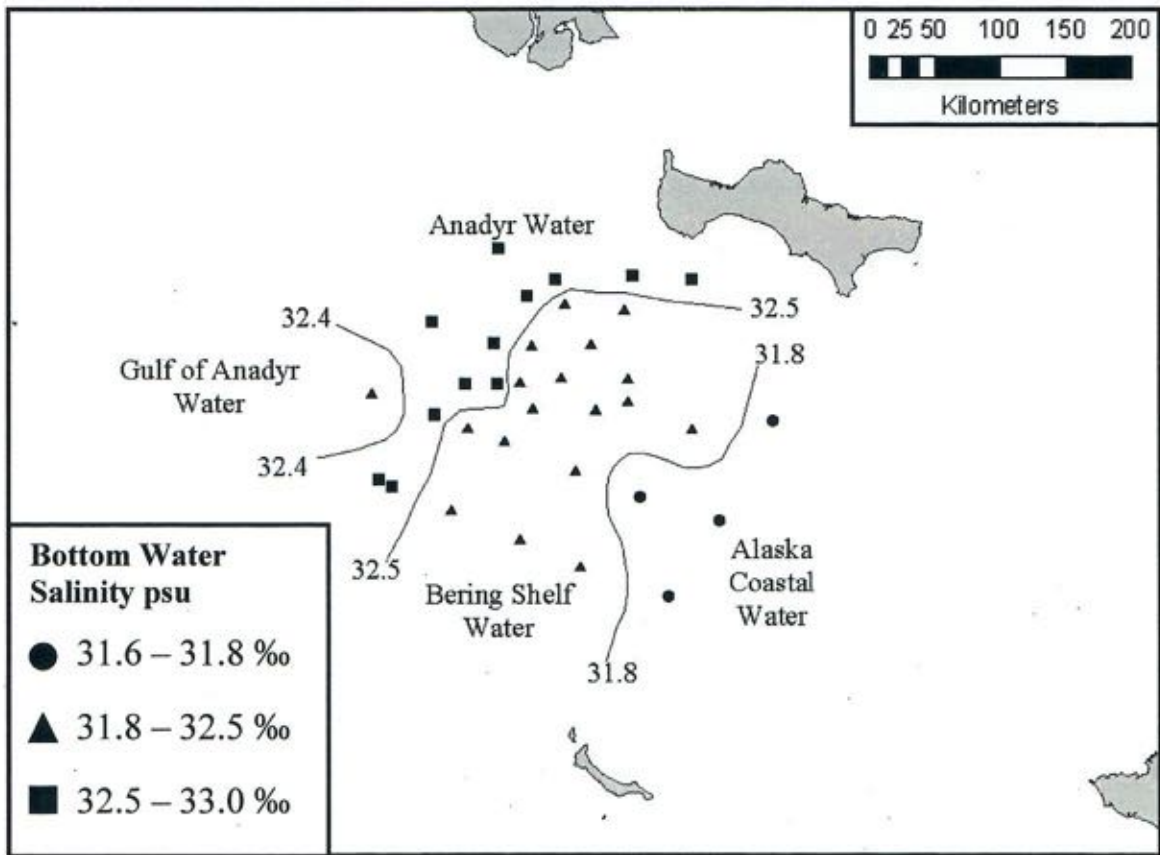 0 25 50 100 150 200
Kilometers
Anadyr Water
32.4
32.5
31.8
Gulf of Anadyr
Water
32.4
32.5
Bering Shelf
Water
Alaska
Coastal
Water
31.8
Bottom Water
Salinity psu
31.6 – 31.8 ‰
31.8 – 32.5 ‰
32.5 – 33.0 ‰